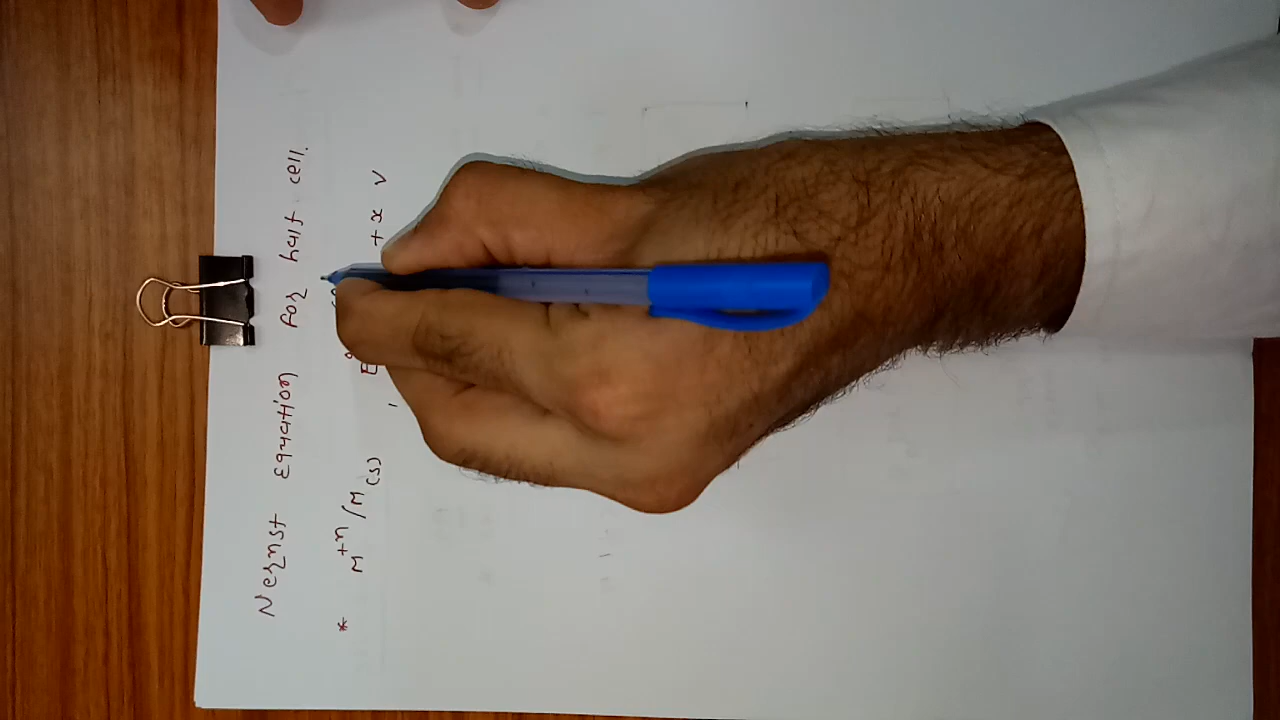 Nernst Equation for half cell.
* M+n/M(s) , E° +x V